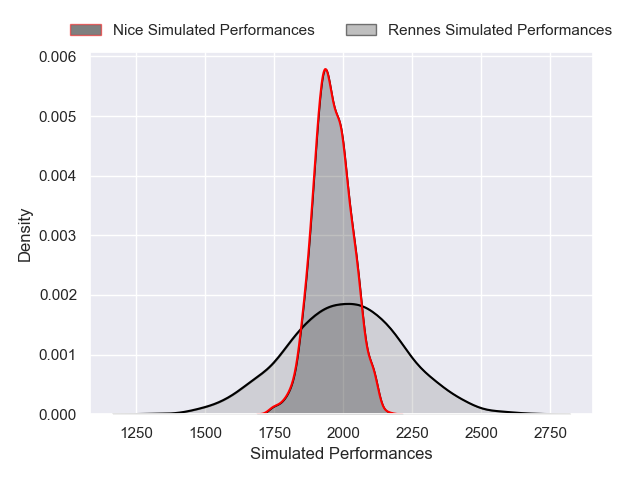 Nice Simulated Performances
Rennes Simulated Performances
0.006
0.005
0.004
0.003
0.002
0.001
0.000
Density
1250 1500 1750 2000 2250 2500 2750
Simulated Performances